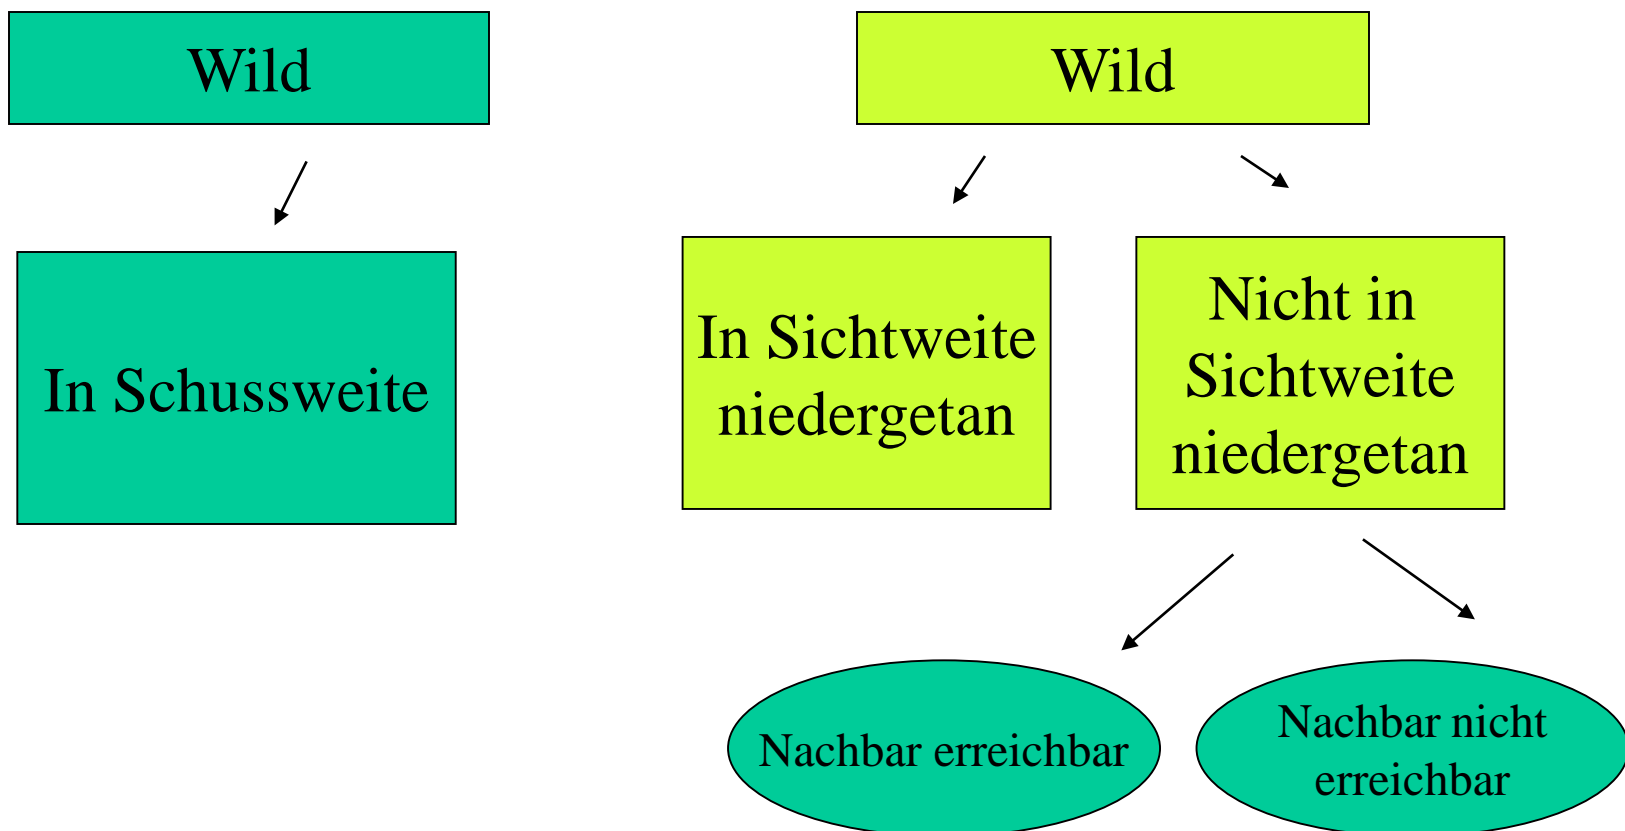 Wild
Wild
In Schussweite
In Sichtweite
niedergetan
Nicht in
Sichtweite
niedergetan
Nachbar erreichbar
Nachbar nicht
erreichbar